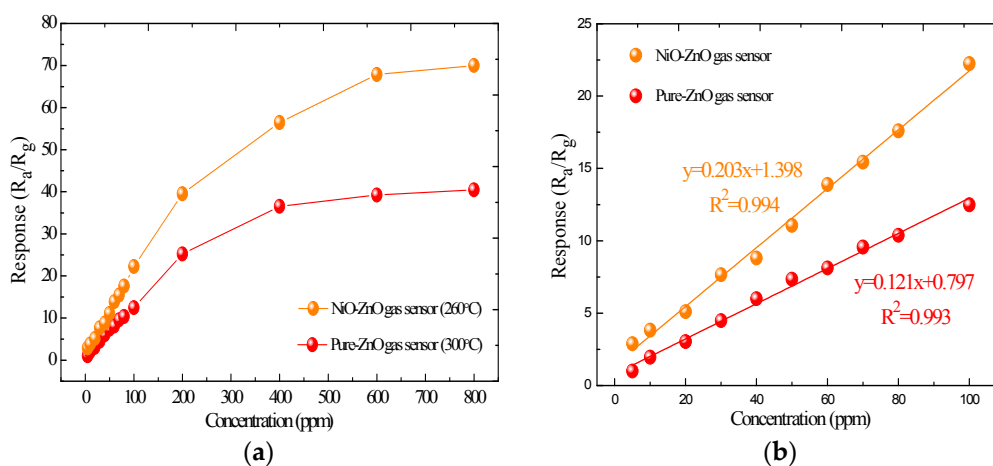 80
70
60
50
40
30
20
10
0
Response (Ra/Rg)
NiO-ZnO gas sensor (260°C)
Pure-ZnO gas sensor (300°C)
0 100 200 300 400 500 600 700 800
Concentration (ppm)
(a)
25
20
15
10
5
0
Response (Ra/Rg)
NiO-ZnO gas sensor
Pure-ZnO gas sensor
y=0.203x+1.398
R²=0.994
y=0.121x+0.797
R²=0.993
0 20 40 60 80 100
Concentration (ppm)
(b)